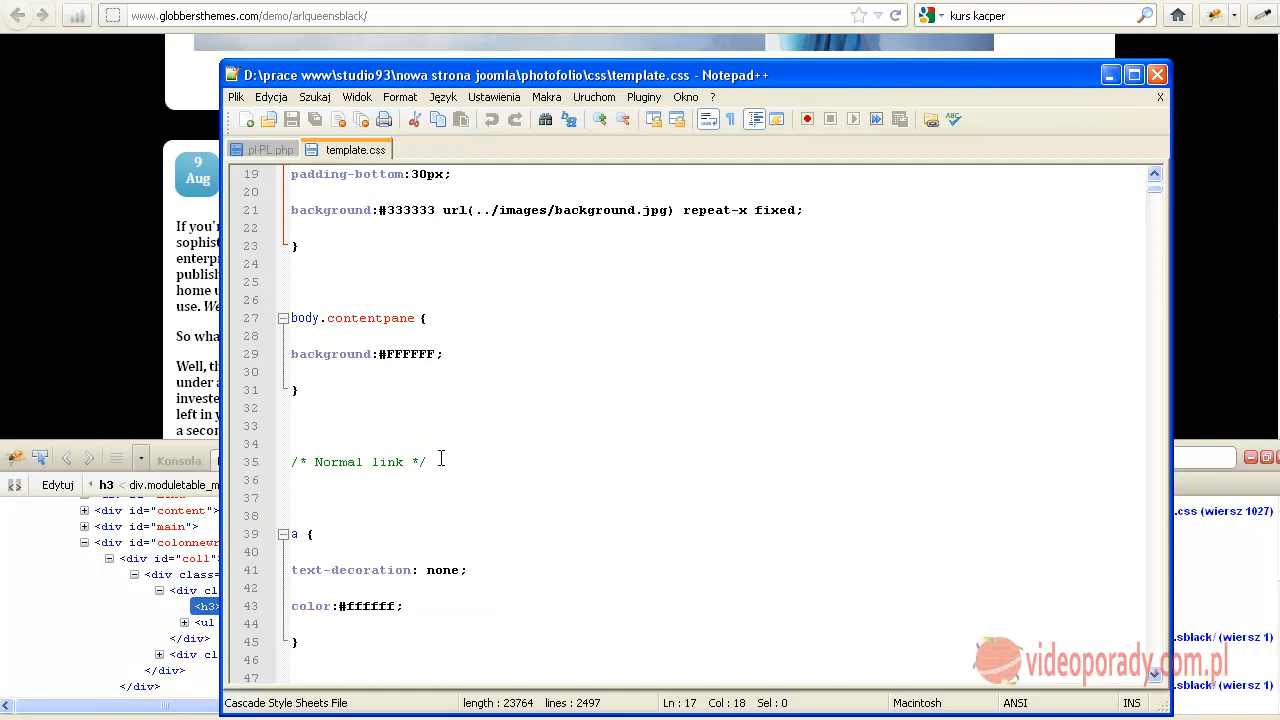 www.globbersthemes.com/demo/arlqueensblack/
kurs kacper
D:\prace www\studio93\nowa strona joomla\photofolio\css\template.css - Notepad++
Plik Edycja Szukaj Widok Format Język Ustawienia Makra Uruchom Pluginy Okno ? X
pl-PL.php template.css
9
Aug
If you'r
sophist
enterpr
publish
home u
use. We
So wha
Well, th
under a
investe
left in y
a secon
19 padding-bottom:30px;
20
21 background:#333333 url(../images/background.jpg) repeat-x fixed;
22
23 }
24
25
26
27 body.contentpane {
28
29 background:#FFFFFF;
30
31 }
32
33
34
35 /* Normal link */
36
37
38
39 a {
40
41 text-decoration: none;
42
43 color:#ffffff;
44
45 }
46
47
Konsola
Edytuj h3 < div.moduletable_m
<div id="content">
<div id="main">
<div id="colonnew
<div id="coll"
<div class=
<div cl
<h3>
<ul
</div>
<div cl
</div>
.css (wiersz 1027)
.sblack/ (wiersz 1)
.sblack/ (wiersz 1)
videoporady.com.pl
Cascade Style Sheets File length : 23764 lines : 2497 Ln : 17 Col : 18 Sel : 0 Macintosh ANSI INS